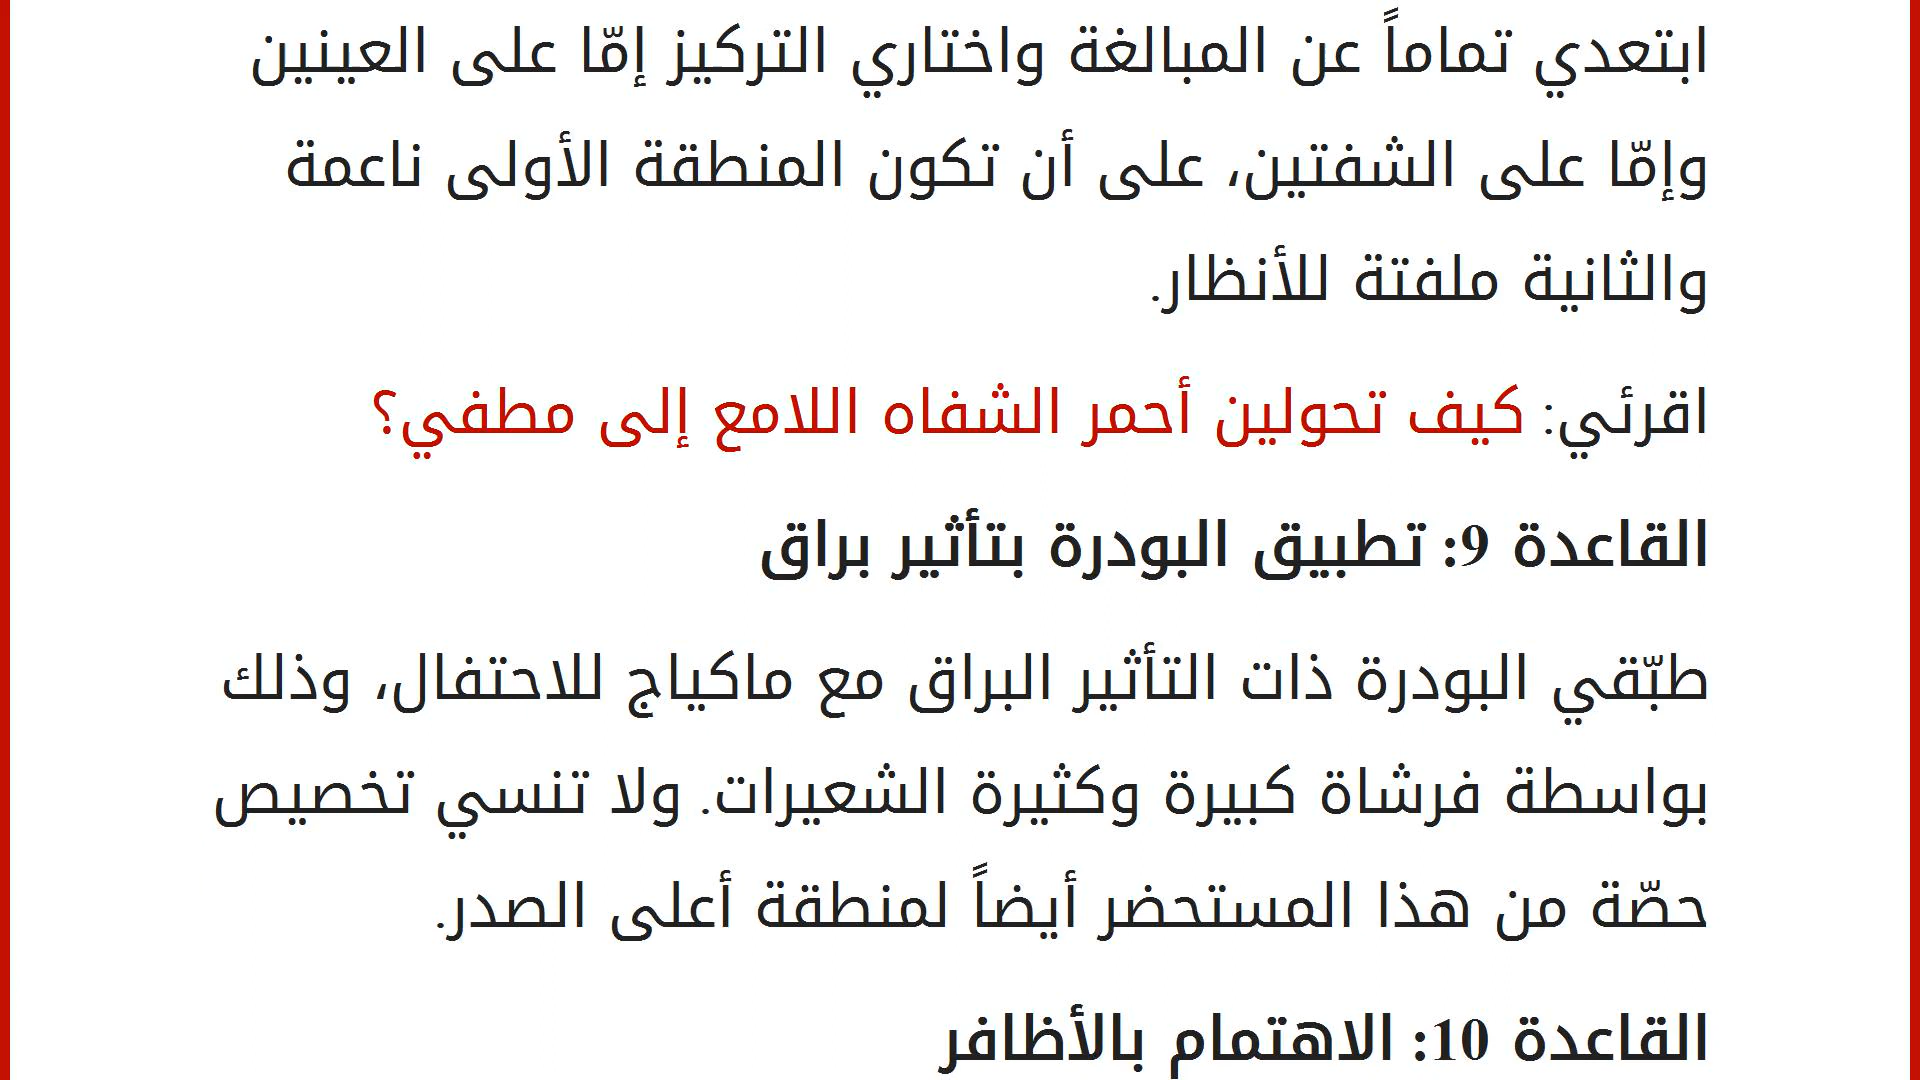 ابتعدي تماماً عن المبالغة واختاري التركيز إمّا على العينين
وإمّا على الشفتين، على أن تكون المنطقة الأولى ناعمة
والثانية ملفتة للأنظار.
اقرئي: كيف تحولين أحمر الشفاه اللامع إلى مطفي؟
القاعدة 9: تطبيق البودرة بتأثير براق
طبّقي البودرة ذات التأثير البراق مع ماكياج للاحتفال، وذلك
بواسطة فرشاة كبيرة وكثيرة الشعيرات. ولا تنسي تخصيص
حصّة من هذا المستحضر أيضاً لمنطقة أعلى الصدر.
القاعدة 10: الاهتمام بالأظافر